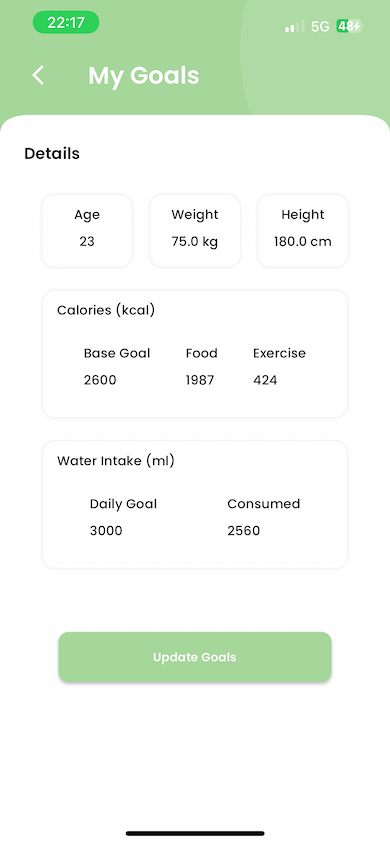 22:17 5G 48
My Goals
Details
Age Weight Height
23 75.0 kg 180.0 cm
Calories (kcal)
Base Goal Food Exercise
2600 1987 424
Water Intake (ml)
Daily Goal Consumed
3000 2560
Update Goals